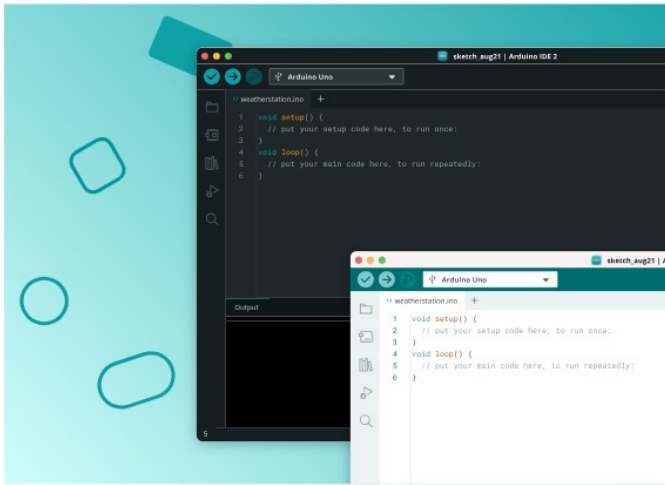 sketch_aug21 | Arduino IDE 2
Arduino Uno
weatherstation.ino +
1 void setup() {
2 // put your setup code here, to run once:
3 }
4 void loop() {
5 // put your main code here, to run repeatedly:
6 }
Output
5
sketch_aug21 | A
Arduino Uno
weatherstation.ino +
1 void setup() {
2 // put your setup code here, to run once:
3 }
4 void loop() {
5 // put your main code here, to run repeatedly:
6 }